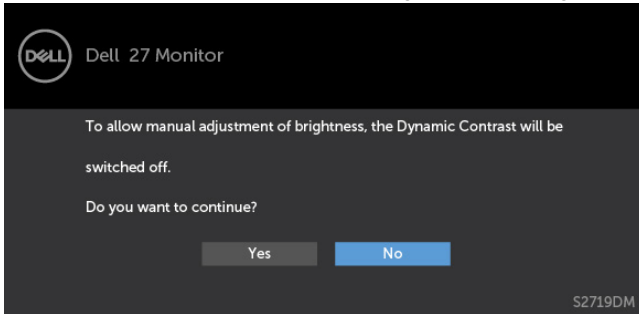 DELL
Dell 27 Monitor
To allow manual adjustment of brightness, the Dynamic Contrast will be
switched off.
Do you want to continue?
Yes No
S2719DM